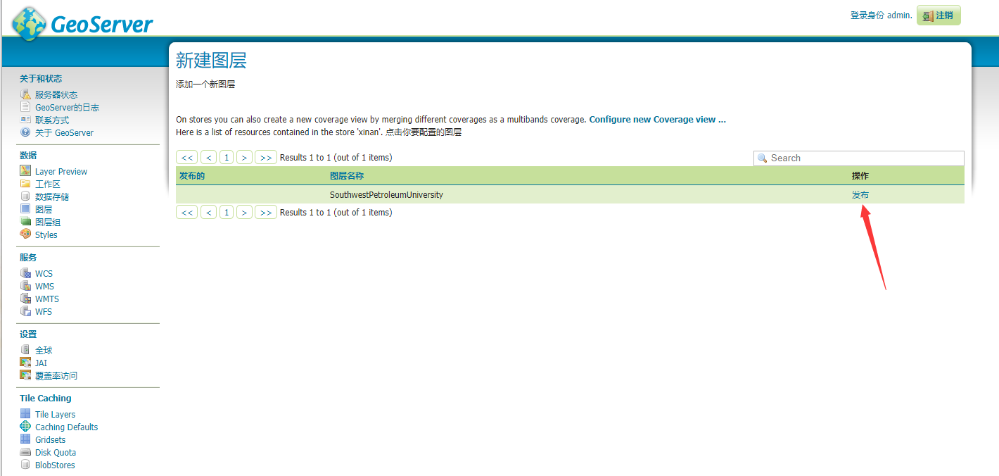 GeoServer
登录身份 admin.
注销
新建图层
添加一个新图层
On stores you can also create a new coverage view by merging different coverages as a multibands coverage. Configure new Coverage view ...
Here is a list of resources contained in the store 'xinan'. 点击你要配置的图层
<< < 1 > >> Results 1 to 1 (out of 1 items)
Search
发布的 图层名称 操作
SouthwestPetroleumUniversity 发布
<< < 1 > >> Results 1 to 1 (out of 1 items)
关于和状态
服务器状态
GeoServer的日志
联系方式
关于 GeoServer
数据
Layer Preview
工作区
数据存储
图层
图层组
Styles
服务
WCS
WMS
WMTS
WFS
设置
全球
JAI
覆盖率访问
Tile Caching
Tile Layers
Caching Defaults
Gridsets
Disk Quota
BlobStores